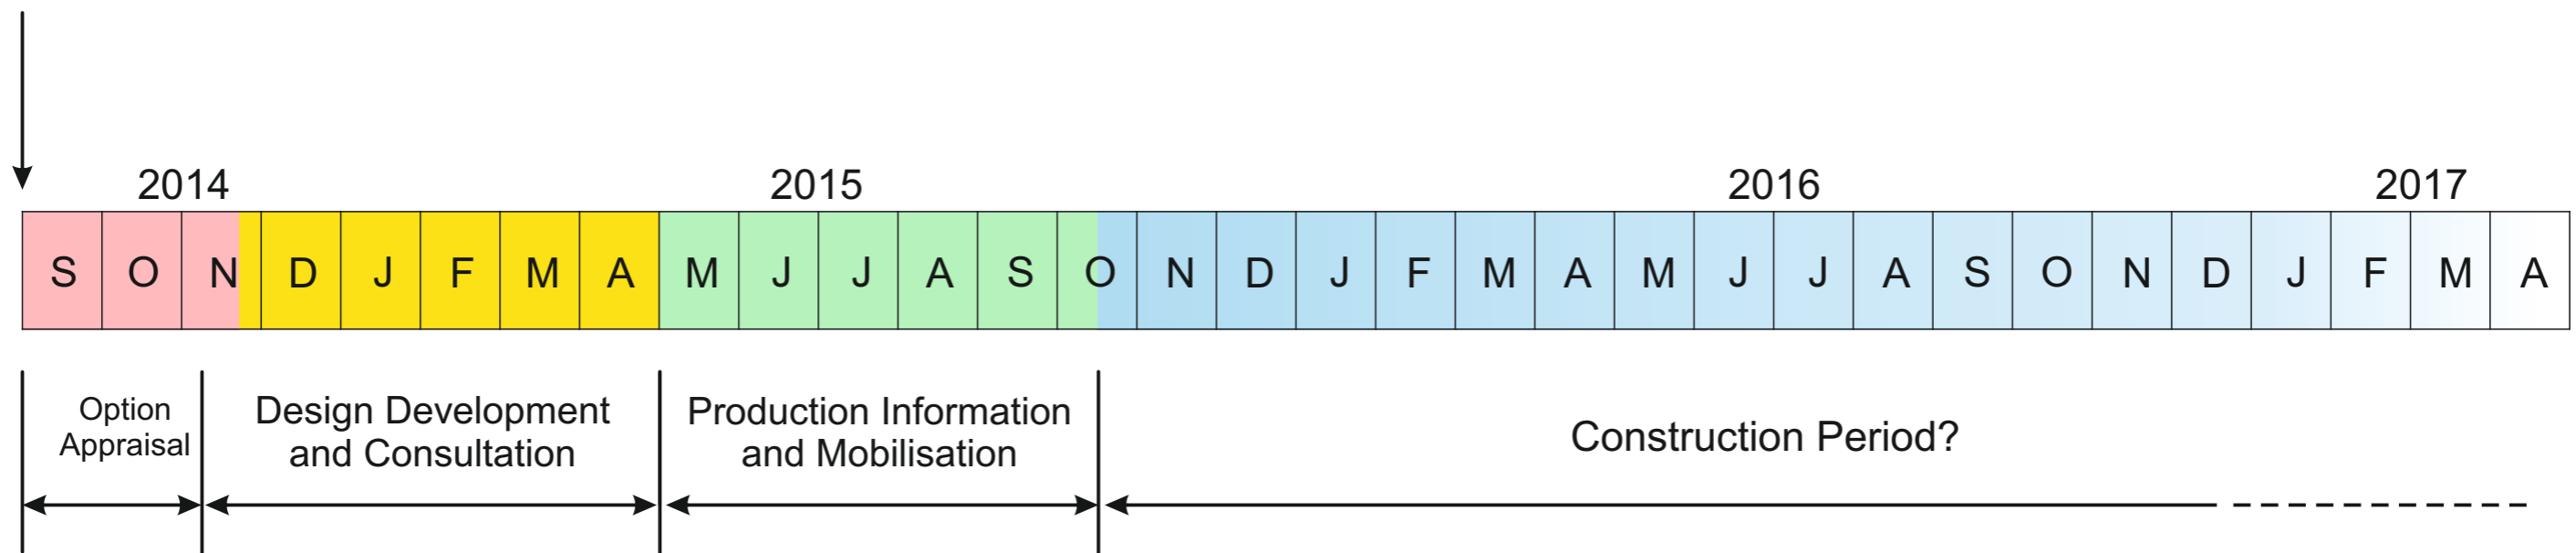 2014 2015 2016 2017
S O N D J F M A M J J A S O N D J F M A M J J A S O N D J F M A
Option
Appraisal
Design Development
and Consultation
Production Information
and Mobilisation
Construction Period?